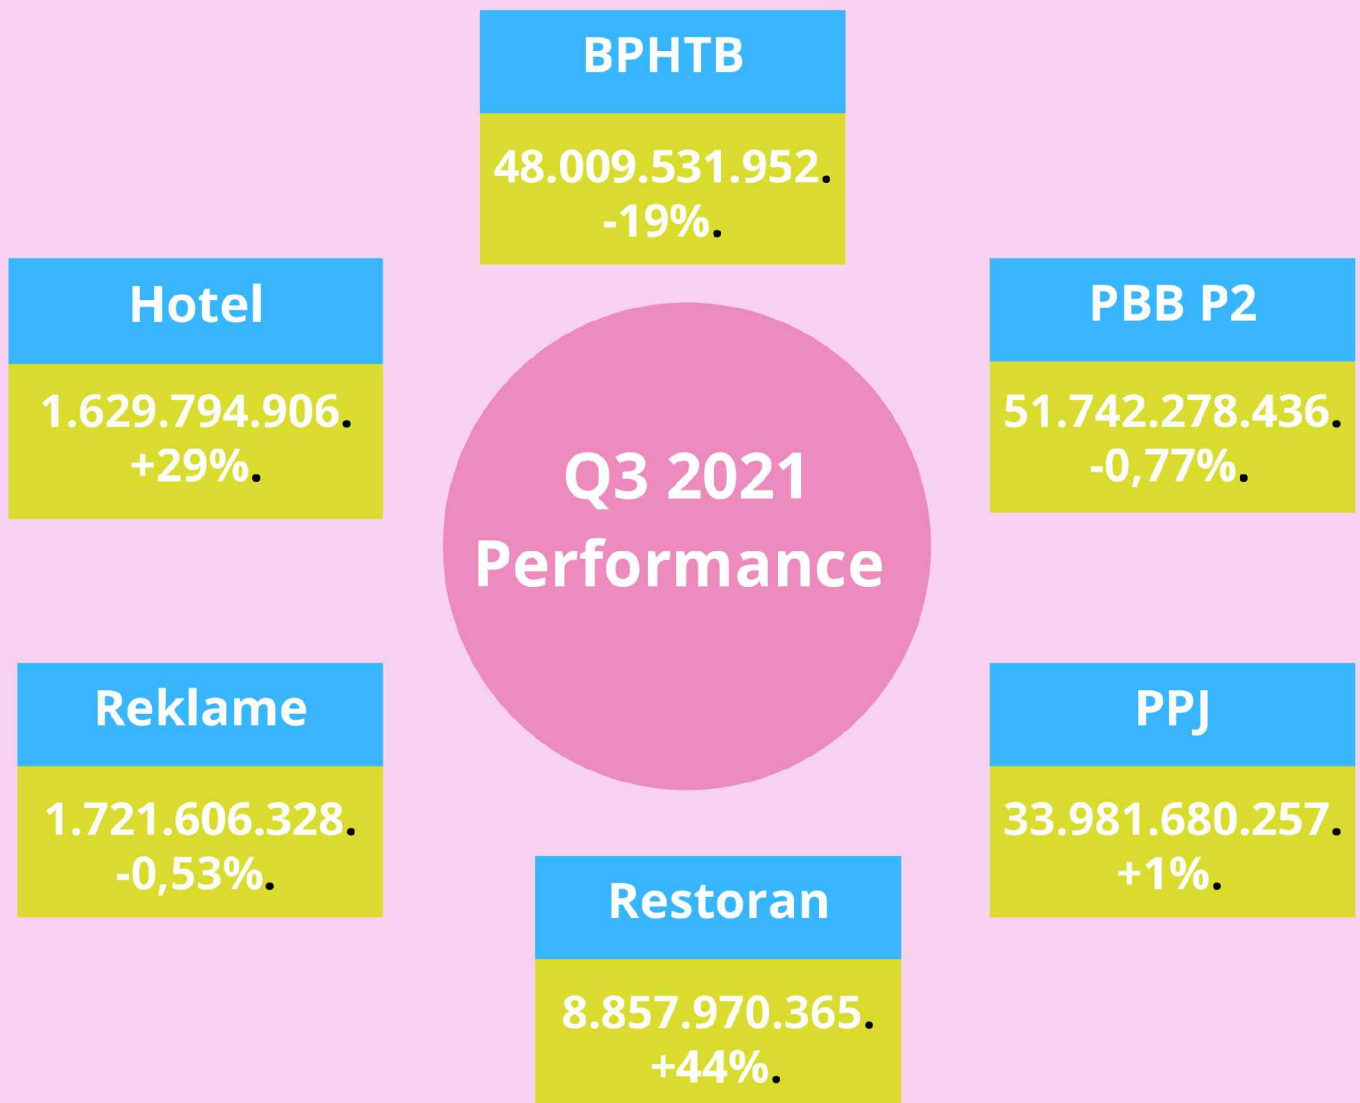 BPHTB
48.009.531.952.
-19%.
Hotel
1.629.794.906.
+29%.
PBB P2
51.742.278.436.
-0,77%.
Q3 2021
Performance
Reklame
1.721.606.328.
-0,53%.
PPJ
33.981.680.257.
+1%.
Restoran
8.857.970.365.
+44%.